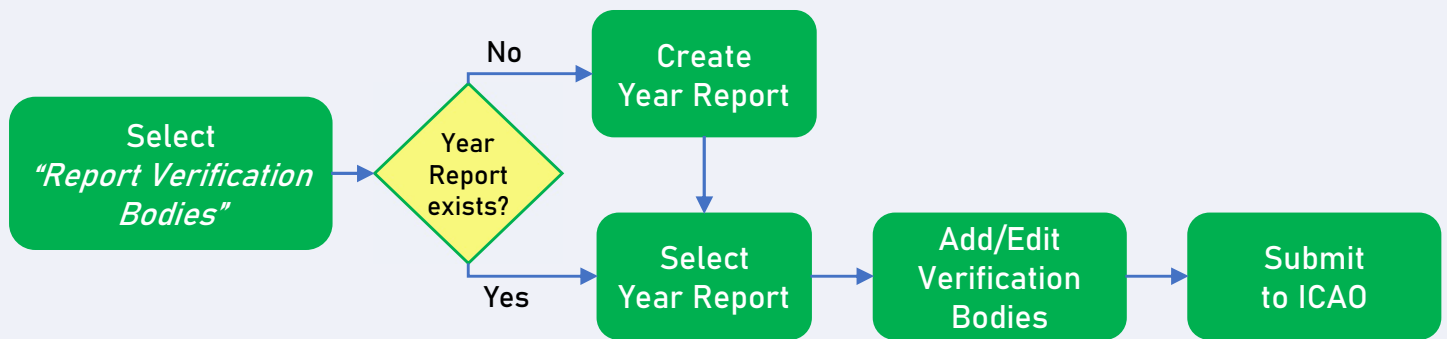 Select
“Report Verification
Bodies”
Year
Report
exists?
No
Create
Year Report
Yes
Select
Year Report
Add/Edit
Verification
Bodies
Submit
to ICAO